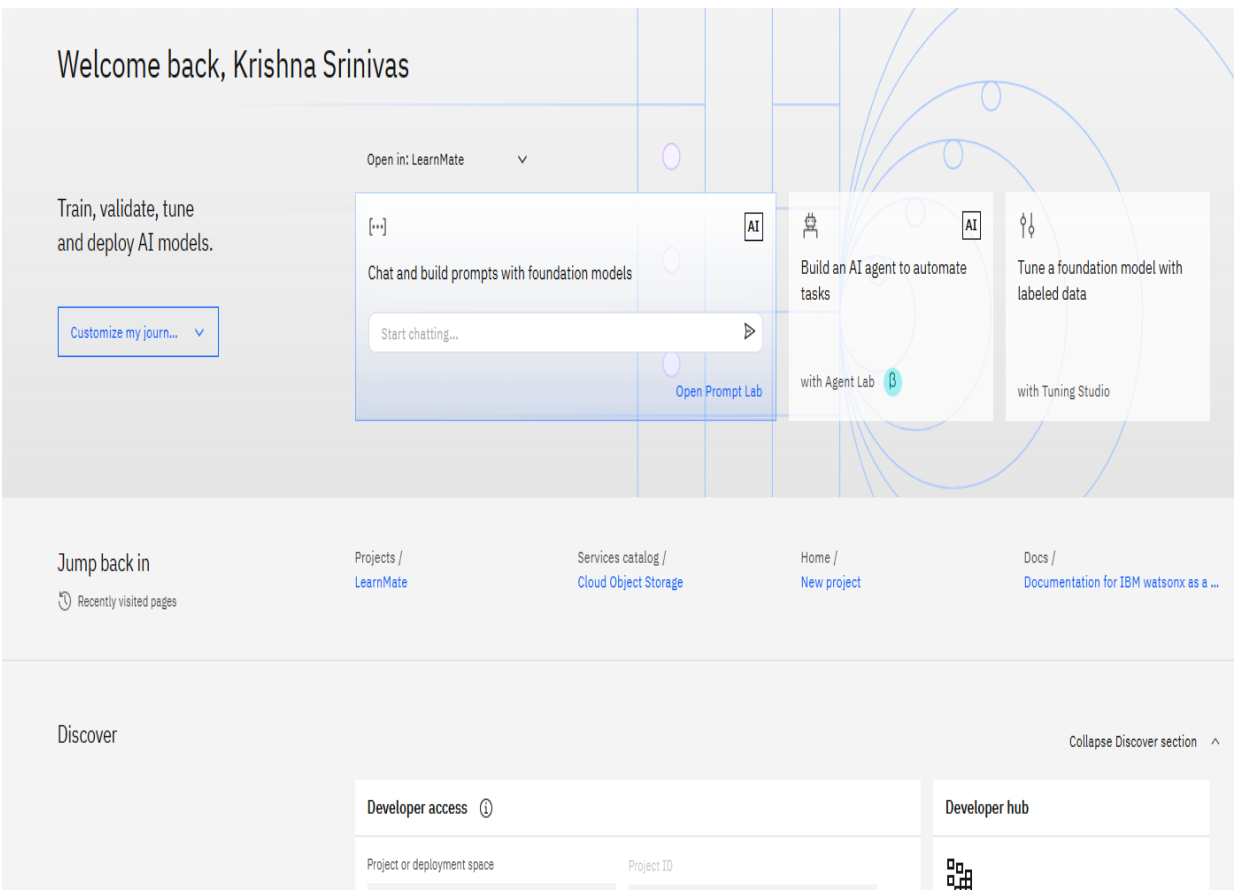 Welcome back, Krishna Srinivas
Open in: LearnMate
Train, validate, tune
and deploy AI models.
Customize my journ...
[...]
AI
Chat and build prompts with foundation models
Start chatting...
Open Prompt Lab
AI
Build an AI agent to automate
tasks
with Agent Lab β
Tune a foundation model with
labeled data
with Tuning Studio
Jump back in
Recently visited pages
Projects /
LearnMate
Services catalog /
Cloud Object Storage
Home /
New project
Docs /
Documentation for IBM watsonx as a ...
Discover
Collapse Discover section
Developer access
Developer hub
Project or deployment space
Project ID